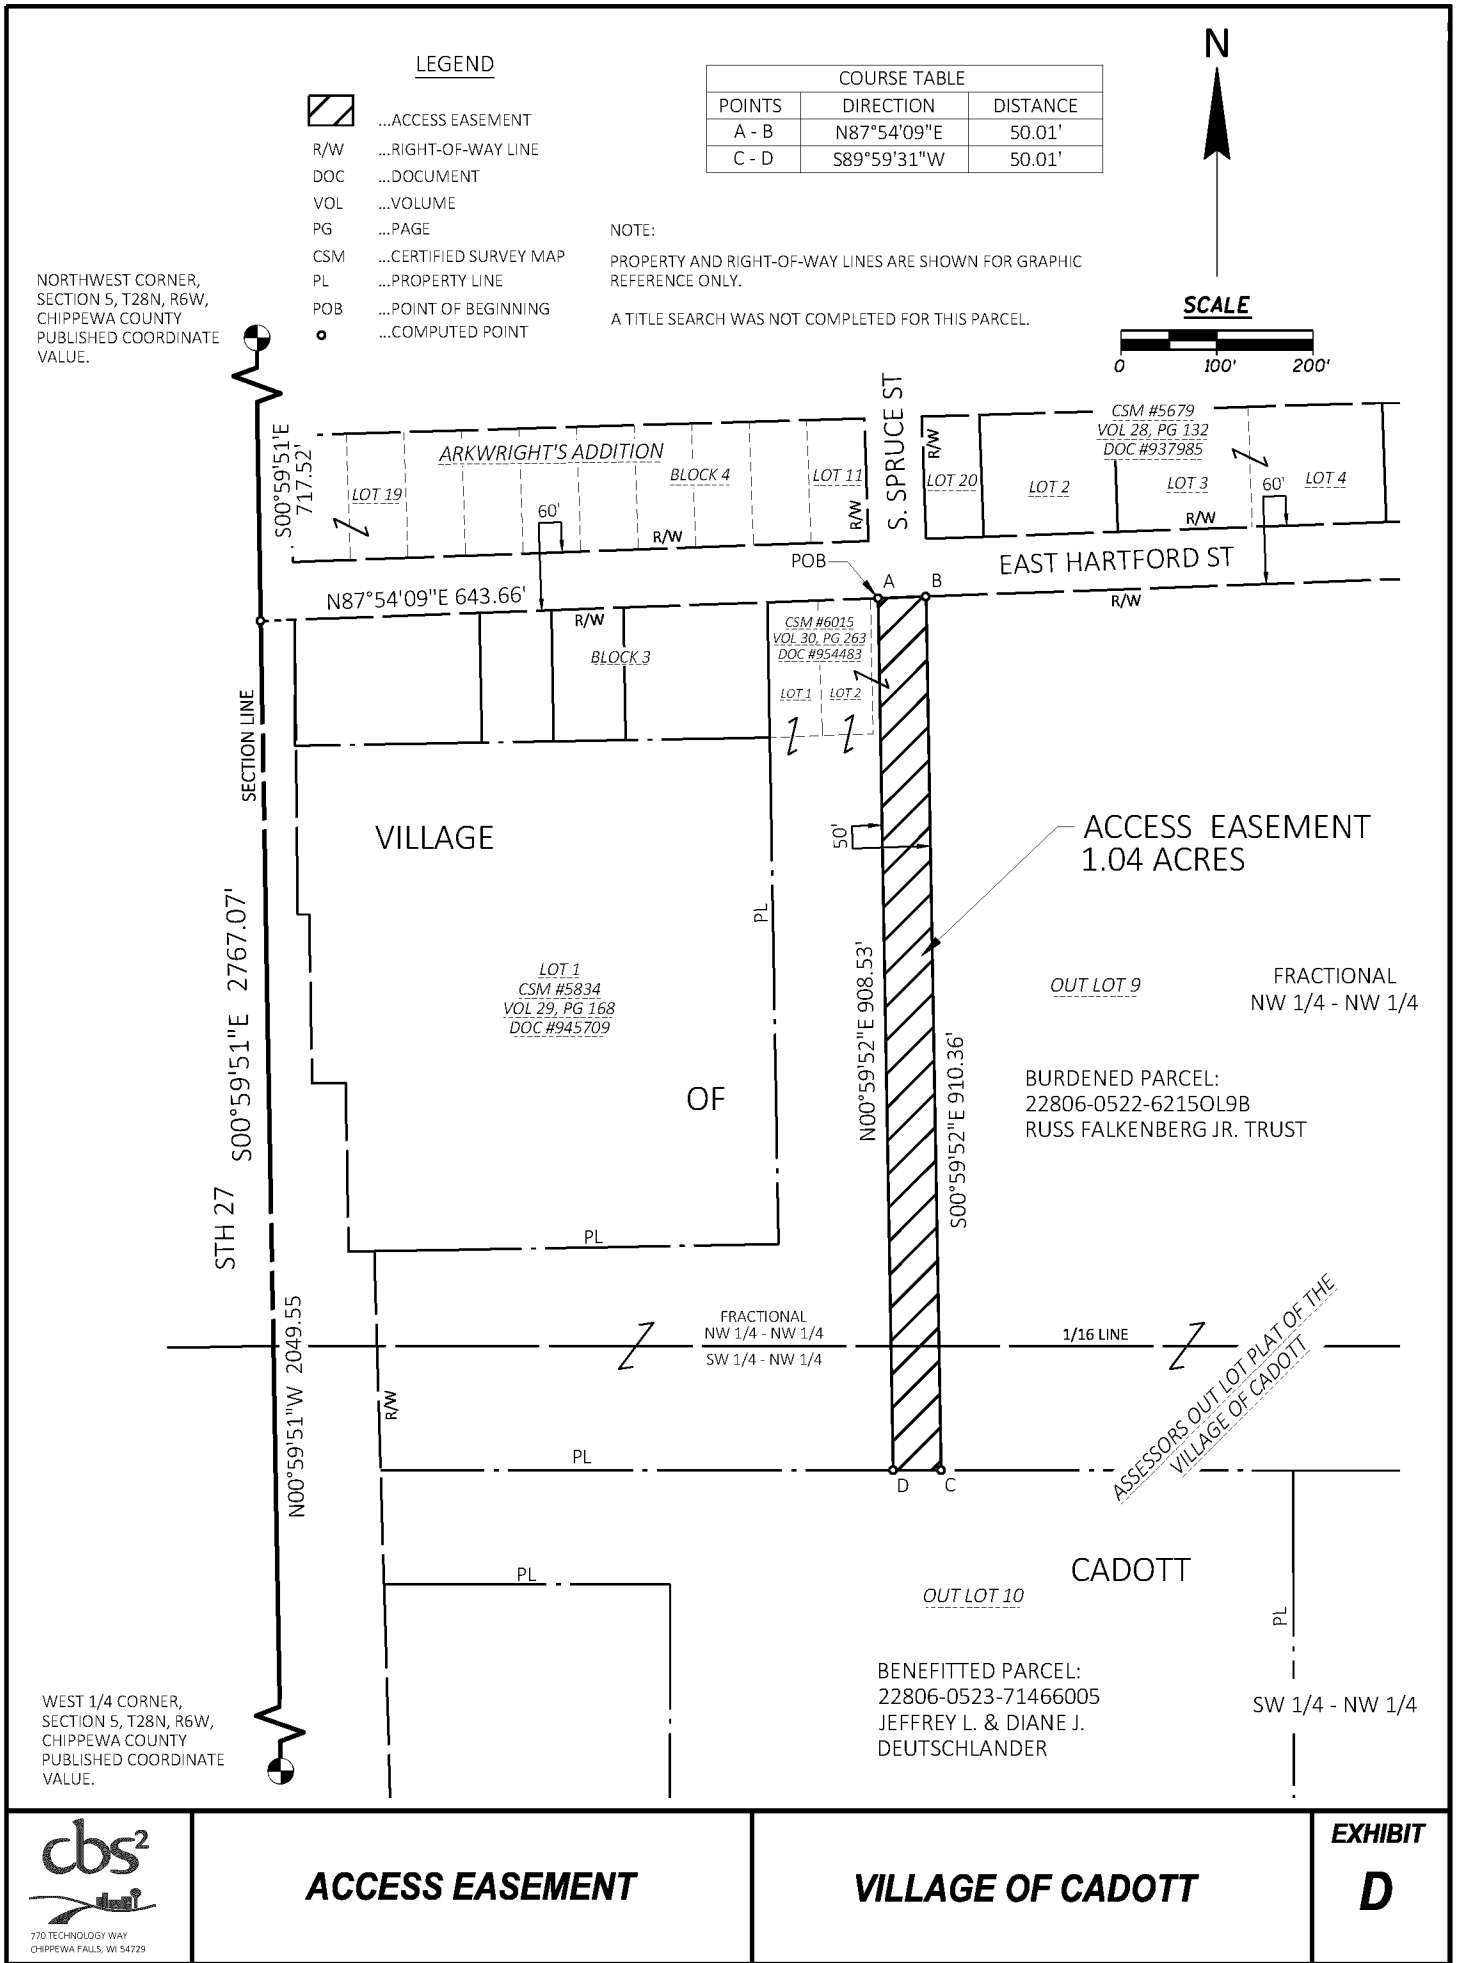 LEGEND
...ACCESS EASEMENT
R/W ...RIGHT-OF-WAY LINE
DOC ...DOCUMENT
VOL ...VOLUME
PG ...PAGE
CSM ...CERTIFIED SURVEY MAP
PL ...PROPERTY LINE
POB ...POINT OF BEGINNING
...COMPUTED POINT
COURSE TABLE
POINTS DIRECTION DISTANCE
A - B N87°54'09"E 50.01'
C - D S89°59'31"W 50.01'
NOTE:
PROPERTY AND RIGHT-OF-WAY LINES ARE SHOWN FOR GRAPHIC
REFERENCE ONLY.
A TITLE SEARCH WAS NOT COMPLETED FOR THIS PARCEL.
N
SCALE
0 100' 200'
NORTHWEST CORNER,
SECTION 5, T28N, R6W,
CHIPPEWA COUNTY
PUBLISHED COORDINATE
VALUE.
S00°59'51"E
717.52'
ARKWRIGHT'S ADDITION
BLOCK 4
LOT 19
LOT 11
60'
R/W
R/W
S. SPRUCE ST
R/W
LOT 20
LOT 2
CSM #5679
VOL 28, PG 132
DOC #937985
LOT 3
60'
LOT 4
R/W
EAST HARTFORD ST
R/W
POB
A
B
N87°54'09"E 643.66'
R/W
BLOCK 3
CSM #6015
VOL 30, PG 263
DOC #954483
LOT 1
LOT 2
SECTION LINE
VILLAGE
50'
ACCESS EASEMENT
1.04 ACRES
PL
STH 27 S00°59'51"E 2767.07'
LOT 1
CSM #5834
VOL 29, PG 168
DOC #945709
N00°59'52"E 908.53'
S00°59'52"E 910.36'
OUT LOT 9
FRACTIONAL
NW 1/4 - NW 1/4
OF
BURDENED PARCEL:
22806-0522-6215OL9B
RUSS FALKENBERG JR. TRUST
PL
N00°59'51"W 2049.55
FRACTIONAL
NW 1/4 - NW 1/4
SW 1/4 - NW 1/4
1/16 LINE
R/W
ASSESSORS OUT LOT PLAT OF THE
VILLAGE OF CADOTT
PL
D
C
CADOTT
PL
OUT LOT 10
PL
BENEFITTED PARCEL:
22806-0523-71466005
JEFFREY L. & DIANE J.
DEUTSCHLANDER
SW 1/4 - NW 1/4
WEST 1/4 CORNER,
SECTION 5, T28N, R6W,
CHIPPEWA COUNTY
PUBLISHED COORDINATE
VALUE.
cbs²
770 TECHNOLOGY WAY
CHIPPEWA FALLS, WI 54729
ACCESS EASEMENT
VILLAGE OF CADOTT
EXHIBIT
D